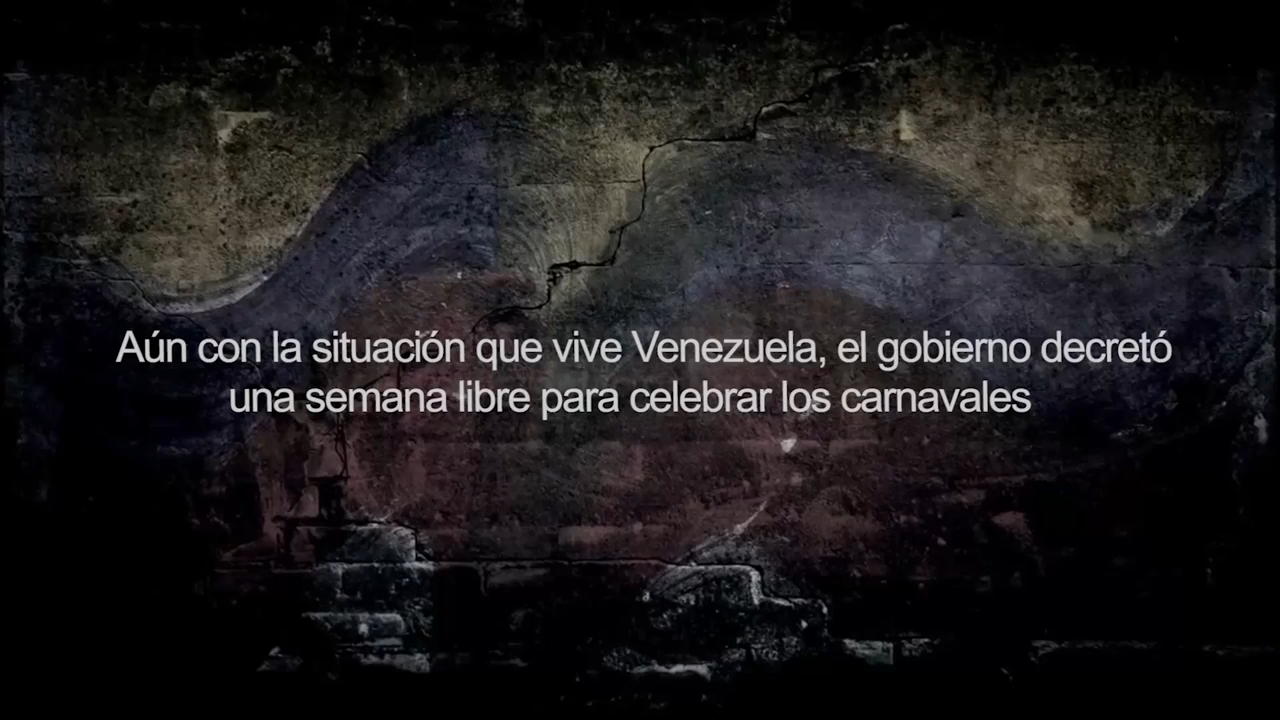 Aún con la situación que vive Venezuela, el gobierno decretó
una semana libre para celebrar los carnavales